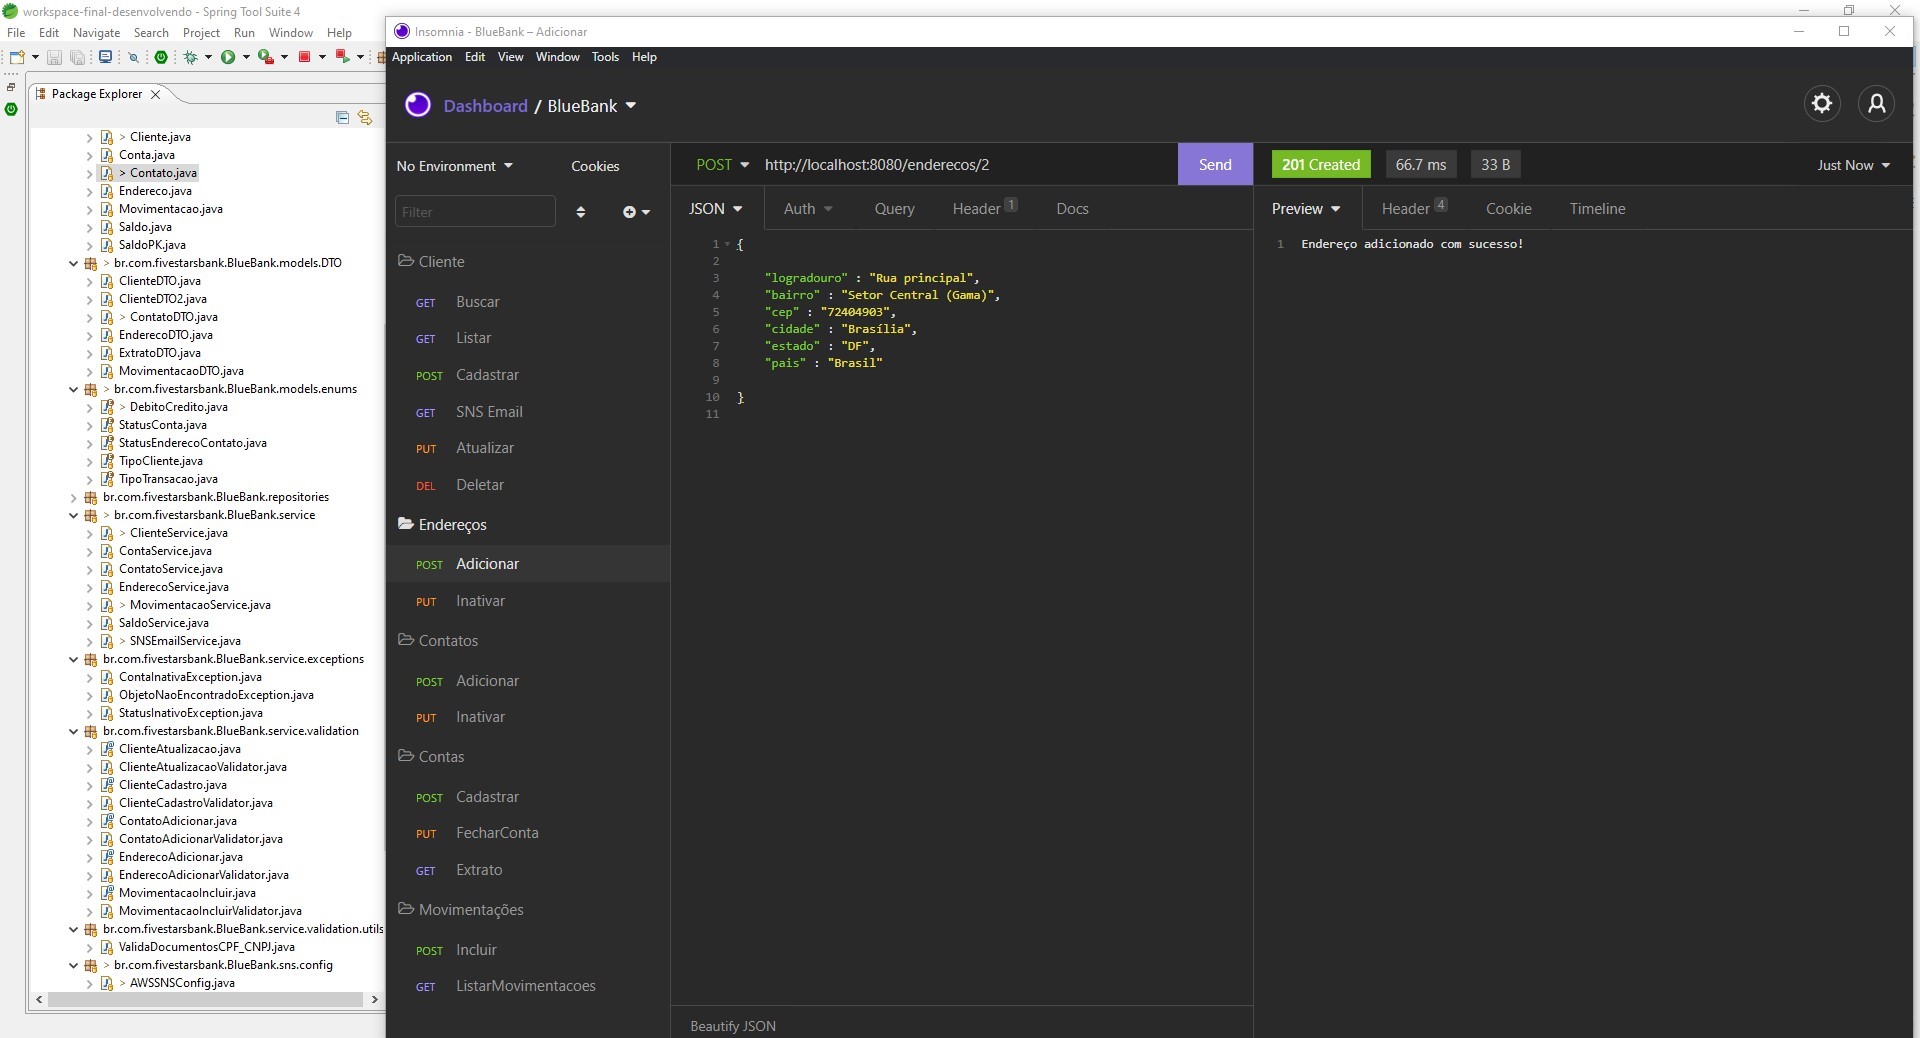 workspace-final-desenvolvendo - Spring Tool Suite 4
File Edit Navigate Search Project Run Window Help
Package Explorer
> Cliente.java
Conta.java
> Contato.java
Endereco.java
Movimentacao.java
Saldo.java
SaldoPK.java
> br.com.fivestarsbank.BlueBank.models.DTO
ClienteDTO.java
ClienteDTO2.java
> ContatoDTO.java
EnderecoDTO.java
ExtratoDTO.java
MovimentacaoDTO.java
> br.com.fivestarsbank.BlueBank.models.enums
> DebitoCredito.java
StatusConta.java
StatusEnderecoContato.java
TipoCliente.java
TipoTransacao.java
br.com.fivestarsbank.BlueBank.repositories
> br.com.fivestarsbank.BlueBank.service
> ClienteService.java
ContaService.java
ContatoService.java
EnderecoService.java
> MovimentacaoService.java
SaldoService.java
> SNSEmailService.java
br.com.fivestarsbank.BlueBank.service.exceptions
ContaInativaException.java
ObjetoNaoEncontradoException.java
StatusInativoException.java
br.com.fivestarsbank.BlueBank.service.validation
ClienteAtualizacao.java
ClienteAtualizacaoValidator.java
ClienteCadastro.java
ClienteCadastroValidator.java
ContatoAdicionar.java
ContatoAdicionarValidator.java
EnderecoAdicionar.java
EnderecoAdicionarValidator.java
MovimentacaoIncluir.java
MovimentacaoIncluirValidator.java
br.com.fivestarsbank.BlueBank.service.validation.utils
ValidaDocumentosCPF_CNPJ.java
> br.com.fivestarsbank.BlueBank.sns.config
> AWSSNSConfig.java
Insomnia - BlueBank – Adicionar
Application Edit View Window Tools Help
Dashboard / BlueBank
No Environment Cookies
Filter
Cliente
GET Buscar
GET Listar
POST Cadastrar
GET SNS Email
PUT Atualizar
DEL Deletar
Endereços
POST Adicionar
PUT Inativar
Contatos
POST Adicionar
PUT Inativar
Contas
POST Cadastrar
PUT FecharConta
GET Extrato
Movimentações
POST Incluir
GET ListarMovimentacoes
POST http://localhost:8080/enderecos/2 Send
JSON Auth Query Header 1 Docs
1 {
2
3 "logradouro" : "Rua principal",
4 "bairro" : "Setor Central (Gama)",
5 "cep" : "72404903",
6 "cidade" : "Brasília",
7 "estado" : "DF",
8 "pais" : "Brasil"
9
10 }
11
Beautify JSON
201 Created 66.7 ms 33 B Just Now
Preview Header 4 Cookie Timeline
1 Endereço adicionado com sucesso!